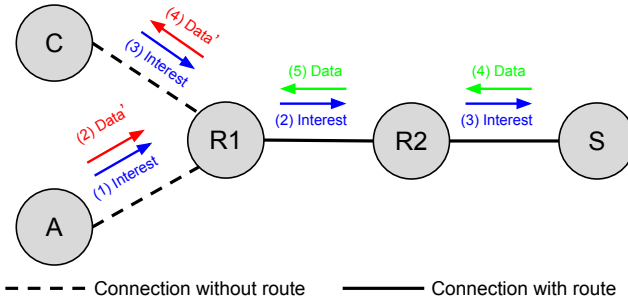 C
(4) Data'
(3) Interest
(5) Data
(4) Data
(2) Data'
(1) Interest
R1
(2) Interest
R2
(3) Interest
S
A
Connection without route
Connection with route